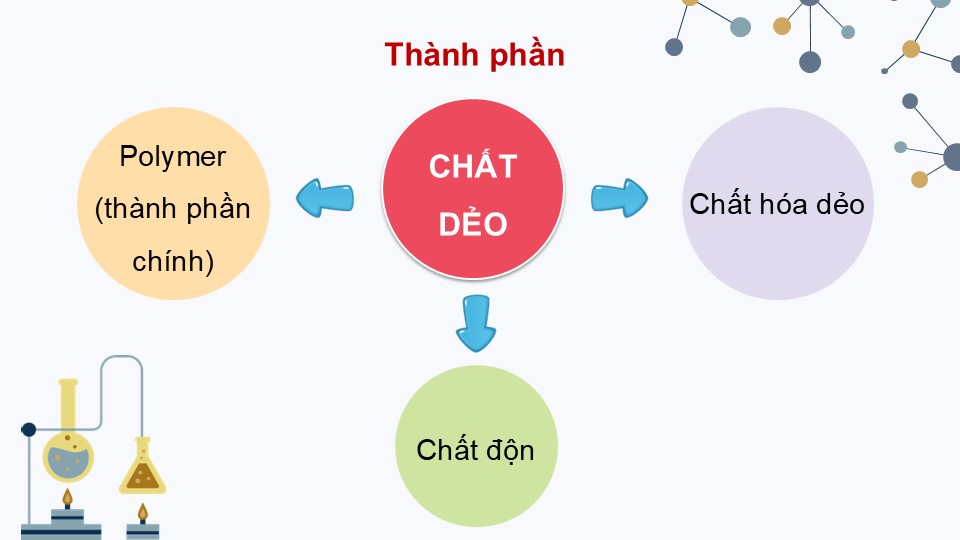 Thành phần
Polymer
(thành phần
chính)
CHẤT
DẺO
Chất hóa dẻo
Chất độn